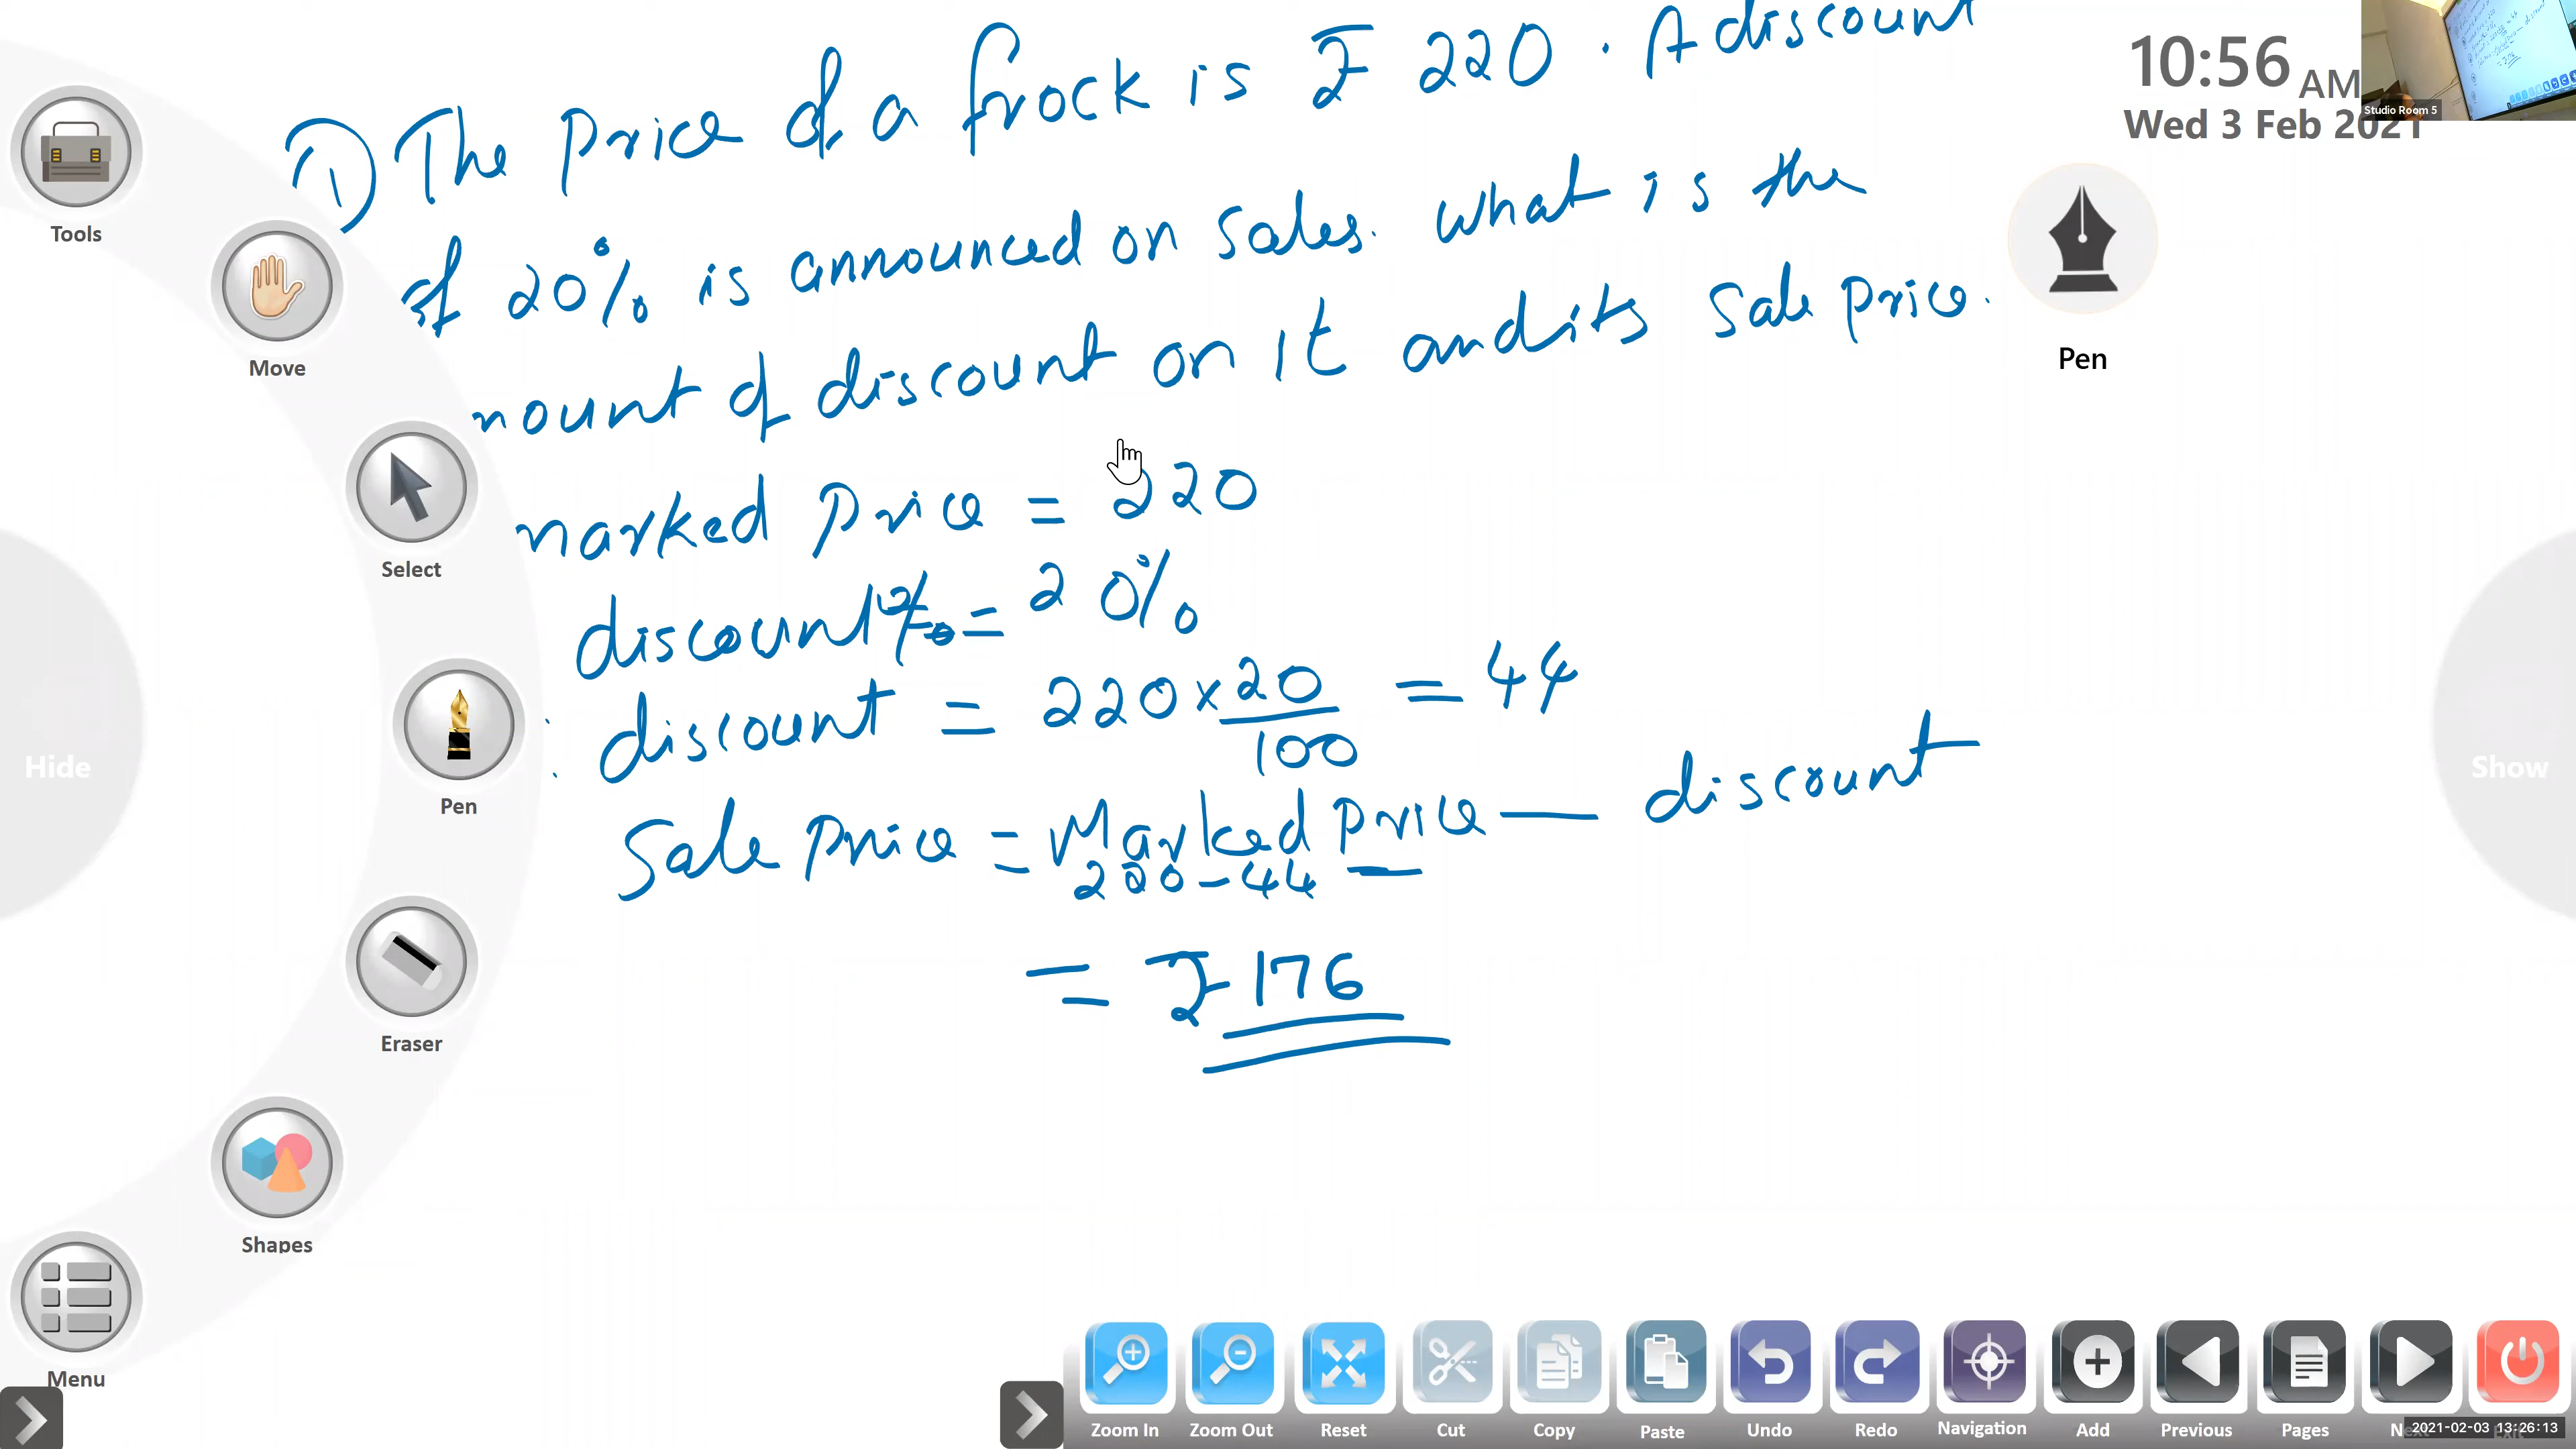 1) The price of a frock is ₹ 220. A discount
of 20% is announced on sales. what is the
mount of discount on it and its sale price.
marked price = 220
discount % = 20%
: discount = 220 × 20/100 = 44
Sale price = Marked price — discount
220 - 44
= ₹ 176
10:56 AM
Wed 3 Feb 2021
Studio Room 5
Pen
Tools
Move
Select
Pen
Eraser
Shapes
Menu
Hide
Show
Zoom In Zoom Out Reset Cut Copy Paste Undo Redo Navigation Add Previous Pages
2021-02-03 13:26:13